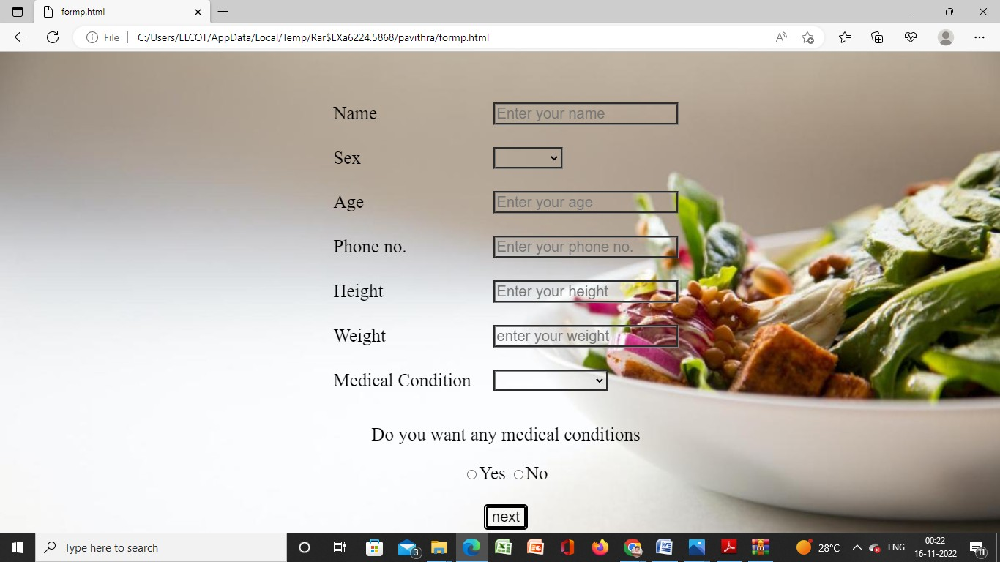 formp.html
File
C:/Users/ELCOT/AppData/Local/Temp/Rar$EXa6224.5868/pavithra/formp.html
Name
Enter your name
Sex
Age
Enter your age
Phone no.
Enter your phone no.
Height
Enter your height
Weight
enter your weight
Medical Condition
Do you want any medical conditions
Yes No
next
Type here to search
3
28°C
ENG
00:22
16-11-2022
11